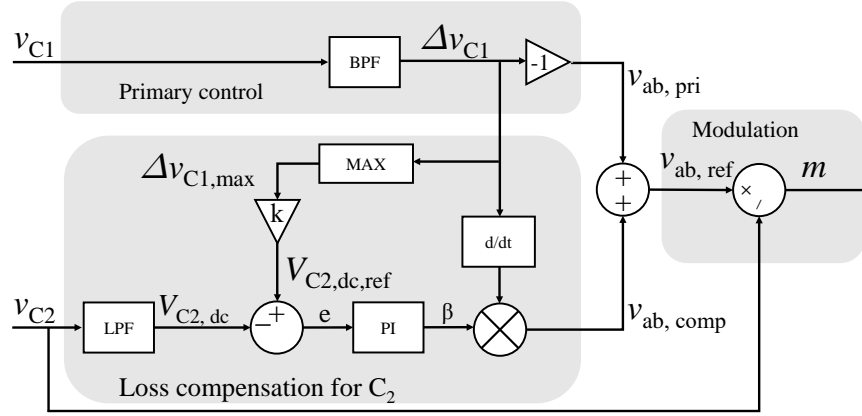 v_C1
BPF
Δv_C1
-1
Primary control
v_ab, pri
Modulation
MAX
Δv_C1,max
k
+
+
v_ab, ref
×
/
m
d/dt
V_C2,dc,ref
v_C2
LPF
V_C2, dc
−
+
e
PI
β
v_ab, comp
Loss compensation for C₂